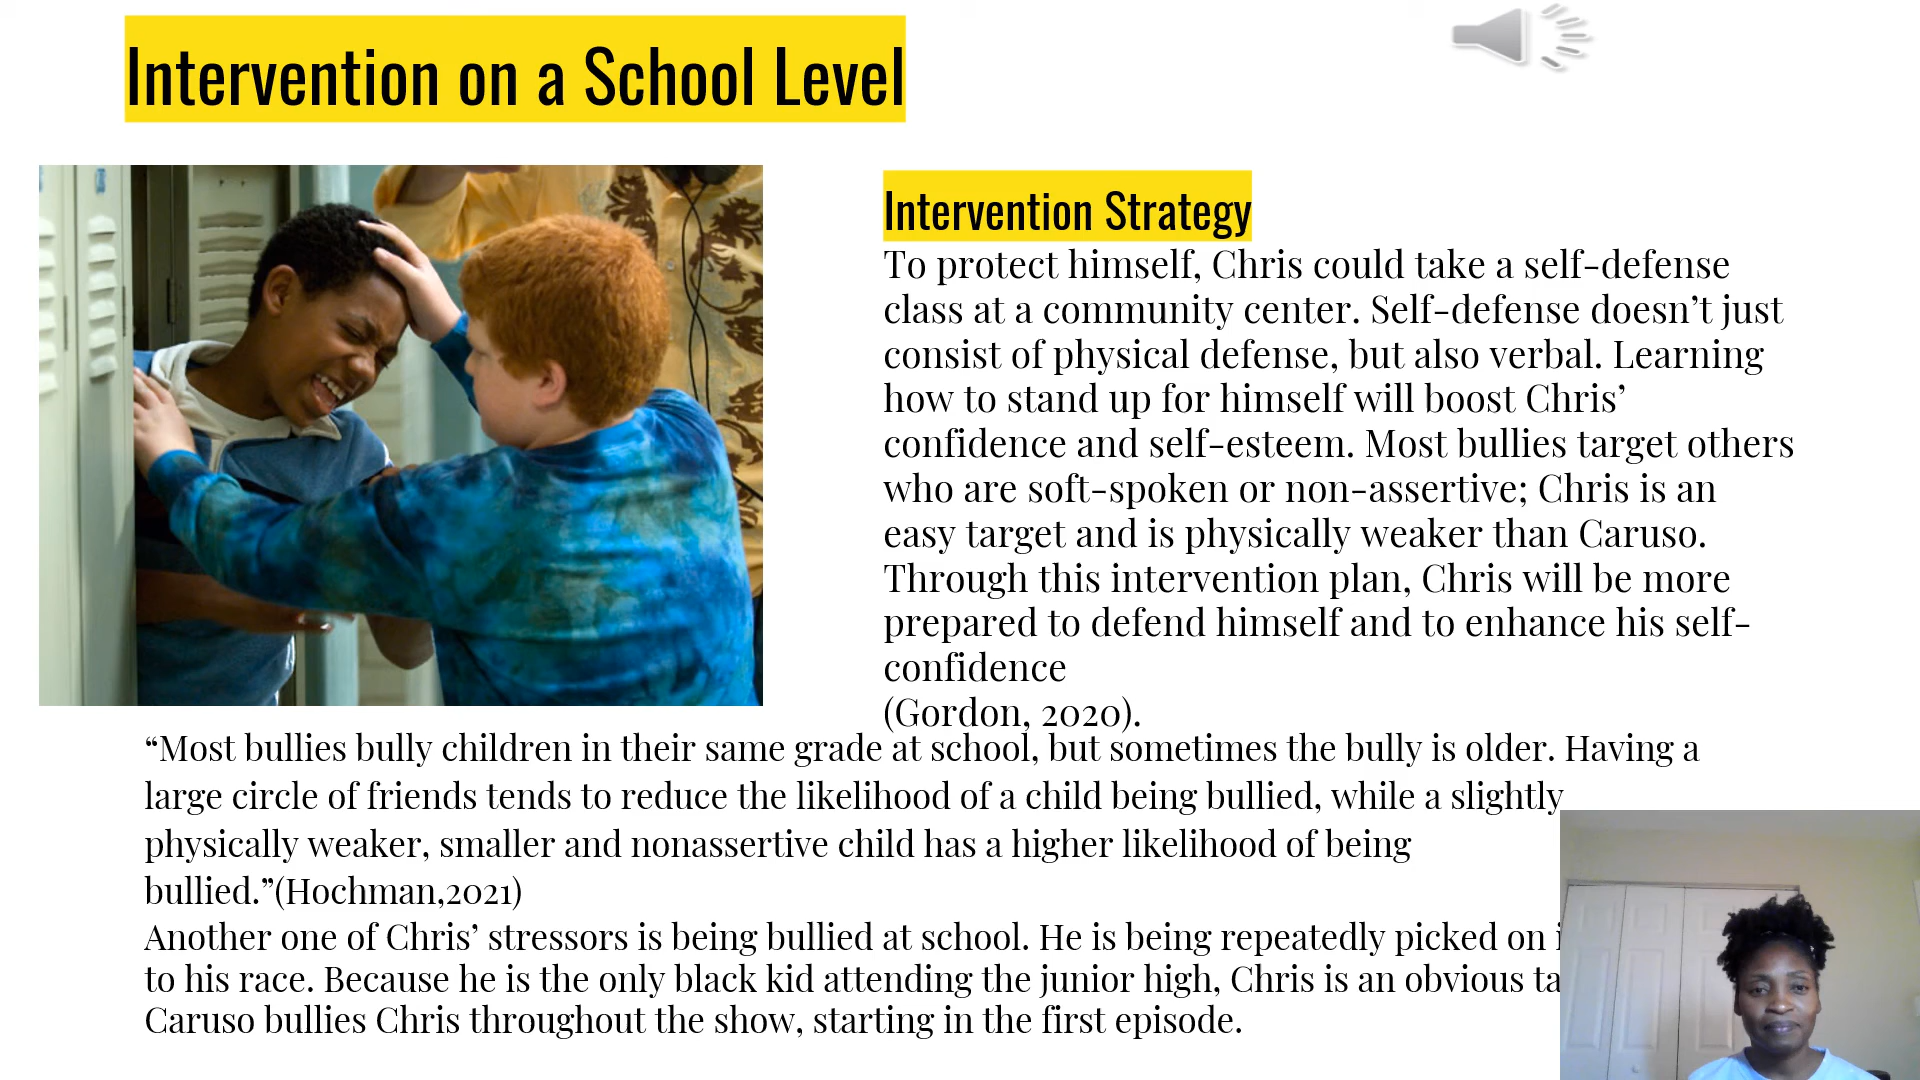 Intervention on a School Level
Intervention Strategy
To protect himself, Chris could take a self-defense
class at a community center. Self-defense doesn’t just
consist of physical defense, but also verbal. Learning
how to stand up for himself will boost Chris’
confidence and self-esteem. Most bullies target others
who are soft-spoken or non-assertive; Chris is an
easy target and is physically weaker than Caruso.
Through this intervention plan, Chris will be more
prepared to defend himself and to enhance his self-
confidence
(Gordon, 2020).
“Most bullies bully children in their same grade at school, but sometimes the bully is older. Having a
large circle of friends tends to reduce the likelihood of a child being bullied, while a slightly
physically weaker, smaller and nonassertive child has a higher likelihood of being
bullied.”(Hochman,2021)
Another one of Chris’ stressors is being bullied at school. He is being repeatedly picked on
to his race. Because he is the only black kid attending the junior high, Chris is an obvious
Caruso bullies Chris throughout the show, starting in the first episode.